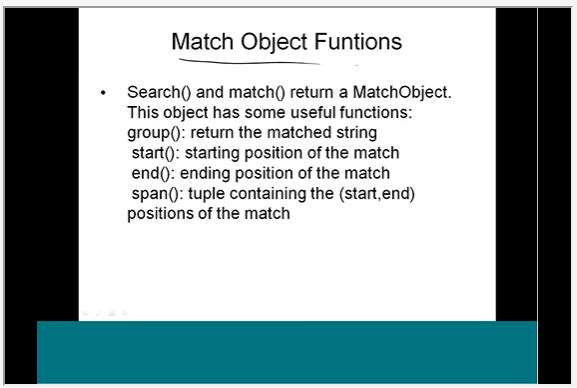 Match Object Funtions
• Search() and match() return a MatchObject.
This object has some useful functions:
group(): return the matched string
start(): starting position of the match
end(): ending position of the match
span(): tuple containing the (start,end)
positions of the match